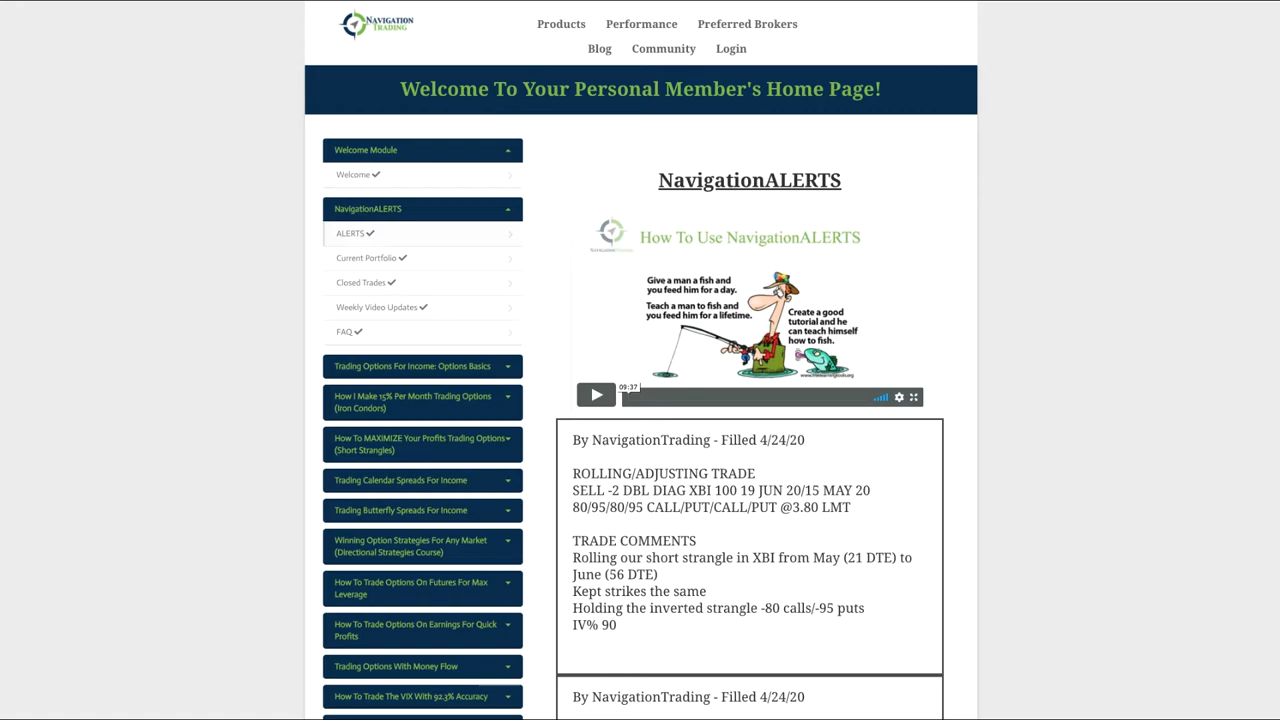 NAVIGATION
TRADING
Products Performance Preferred Brokers
Blog Community Login
Welcome To Your Personal Member's Home Page!
Welcome Module
Welcome
NavigationALERTS
ALERTS
Current Portfolio
Closed Trades
Weekly Video Updates
FAQ
Trading Options For Income: Options Basics
How I Make 15% Per Month Trading Options
(Iron Condors)
How To MAXIMIZE Your Profits Trading Options
(Short Strangles)
Trading Calendar Spreads For Income
Trading Butterfly Spreads For Income
Winning Option Strategies For Any Market
(Directional Strategies Course)
How To Trade Options On Futures For Max
Leverage
How To Trade Options On Earnings For Quick
Profits
Trading Options With Money Flow
How To Trade The VIX With 92.3% Accuracy
NavigationALERTS
How To Use NavigationALERTS
Give a man a fish and
you feed him for a day.
Teach a man to fish and
you feed him for a lifetime.
Create a good
tutorial and he
can teach himself
how to fish.
09:37
By NavigationTrading - Filled 4/24/20
ROLLING/ADJUSTING TRADE
SELL -2 DBL DIAG XBI 100 19 JUN 20/15 MAY 20
80/95/80/95 CALL/PUT/CALL/PUT @3.80 LMT
TRADE COMMENTS
Rolling our short strangle in XBI from May (21 DTE) to
June (56 DTE)
Kept strikes the same
Holding the inverted strangle -80 calls/-95 puts
IV% 90
By NavigationTrading - Filled 4/24/20